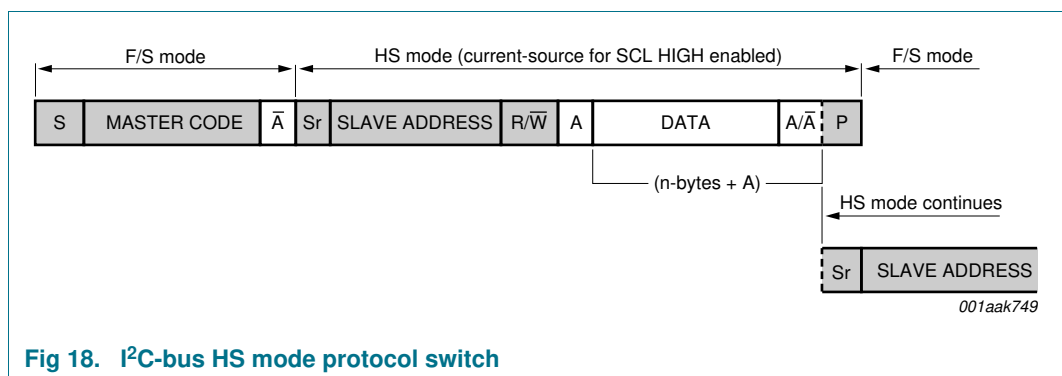 F/S mode
HS mode (current-source for SCL HIGH enabled)
F/S mode
S
MASTER CODE
A̅
Sr
SLAVE ADDRESS
R/W̅
A
DATA
A/A̅
P
(n-bytes + A)
HS mode continues
Sr
SLAVE ADDRESS
001aak749
Fig 18. I²C-bus HS mode protocol switch